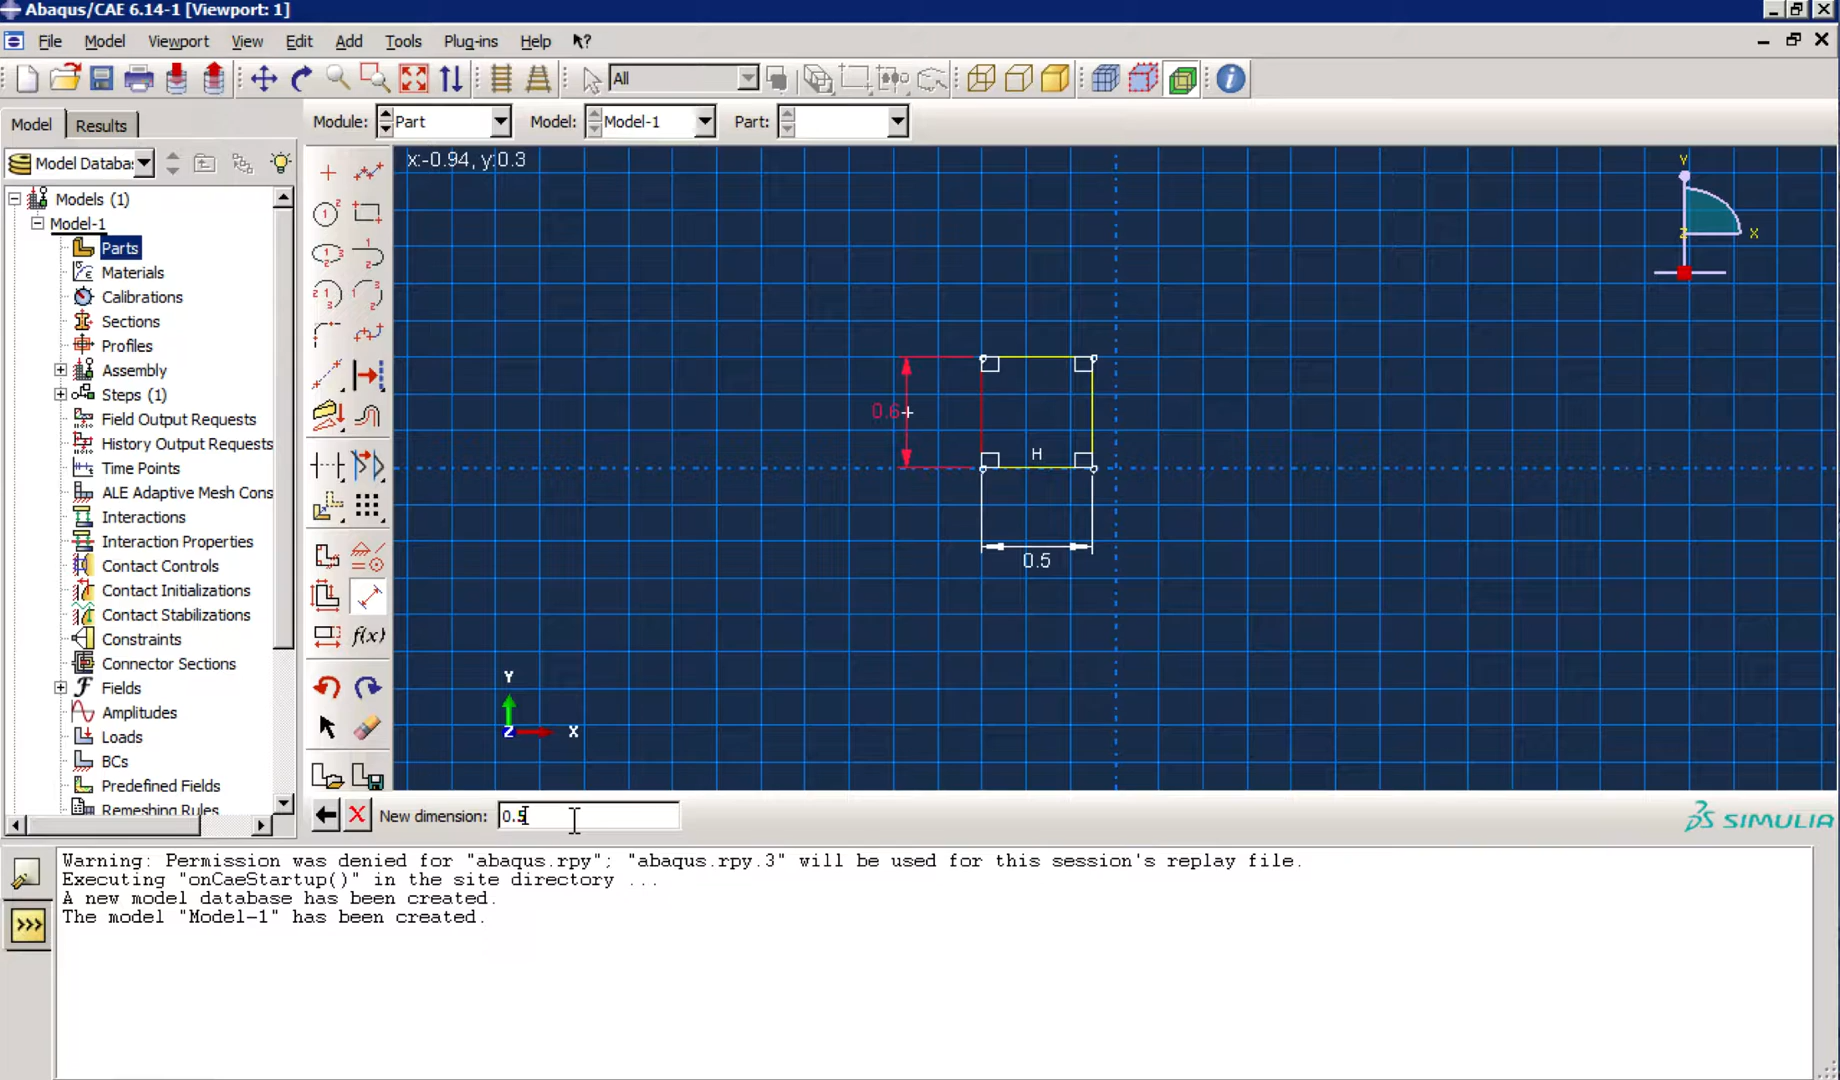 Abaqus/CAE 6.14-1 [Viewport: 1]
File Model Viewport View Edit Add Tools Plug-ins Help ?
All
Model Results
Module: Part Model: Model-1 Part:
Model Databa:
x:-0.94, y:0.3
Models (1)
Model-1
Parts
Materials
Calibrations
Sections
Profiles
Assembly
Steps (1)
Field Output Requests
History Output Requests
Time Points
ALE Adaptive Mesh Cons
Interactions
Interaction Properties
Contact Controls
Contact Initializations
Contact Stabilizations
Constraints
Connector Sections
Fields
Amplitudes
Loads
BCs
Predefined Fields
Remeshing Rules
f(x)
Y
Z X
0.6
H
0.5
Y
Z X
New dimension: 0.5
SIMULIA
Warning: Permission was denied for "abaqus.rpy"; "abaqus.rpy.3" will be used for this session's replay file.
Executing "onCaeStartup()" in the site directory ...
A new model database has been created.
The model "Model-1" has been created.
>>>